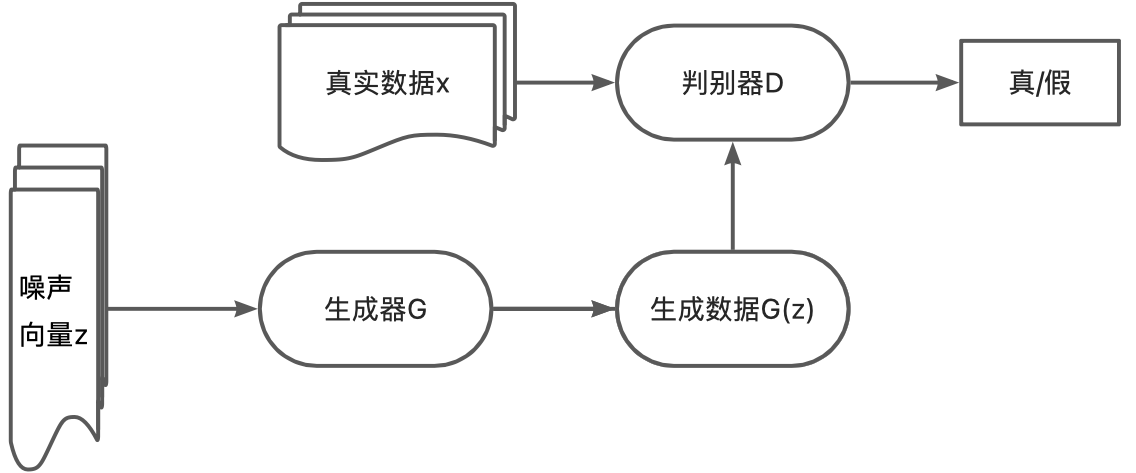 真实数据x
判别器D
真/假
噪声
向量z
生成器G
生成数据G(z)